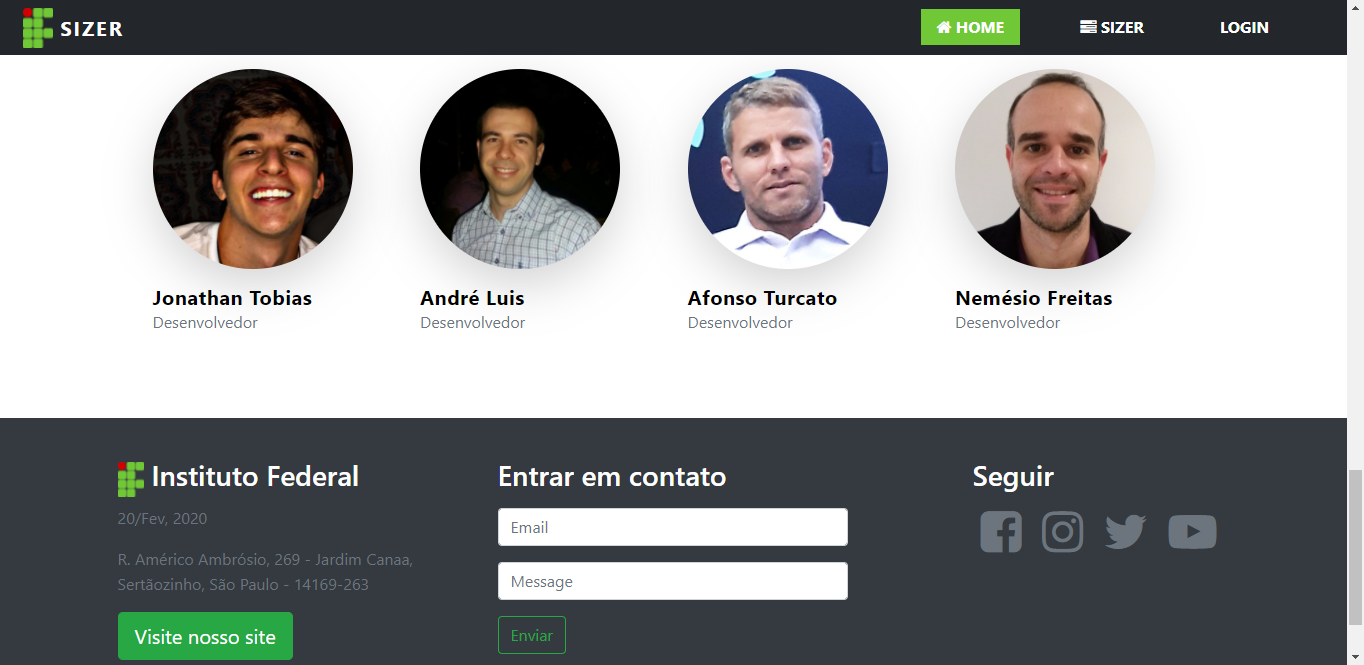 SIZER
HOME
SIZER
LOGIN
Jonathan Tobias
Desenvolvedor
André Luis
Desenvolvedor
Afonso Turcato
Desenvolvedor
Nemésio Freitas
Desenvolvedor
Instituto Federal
20/Fev, 2020
R. Américo Ambrósio, 269 - Jardim Canaa,
Sertãozinho, São Paulo - 14169-263
Visite nosso site
Entrar em contato
Email
Message
Enviar
Seguir